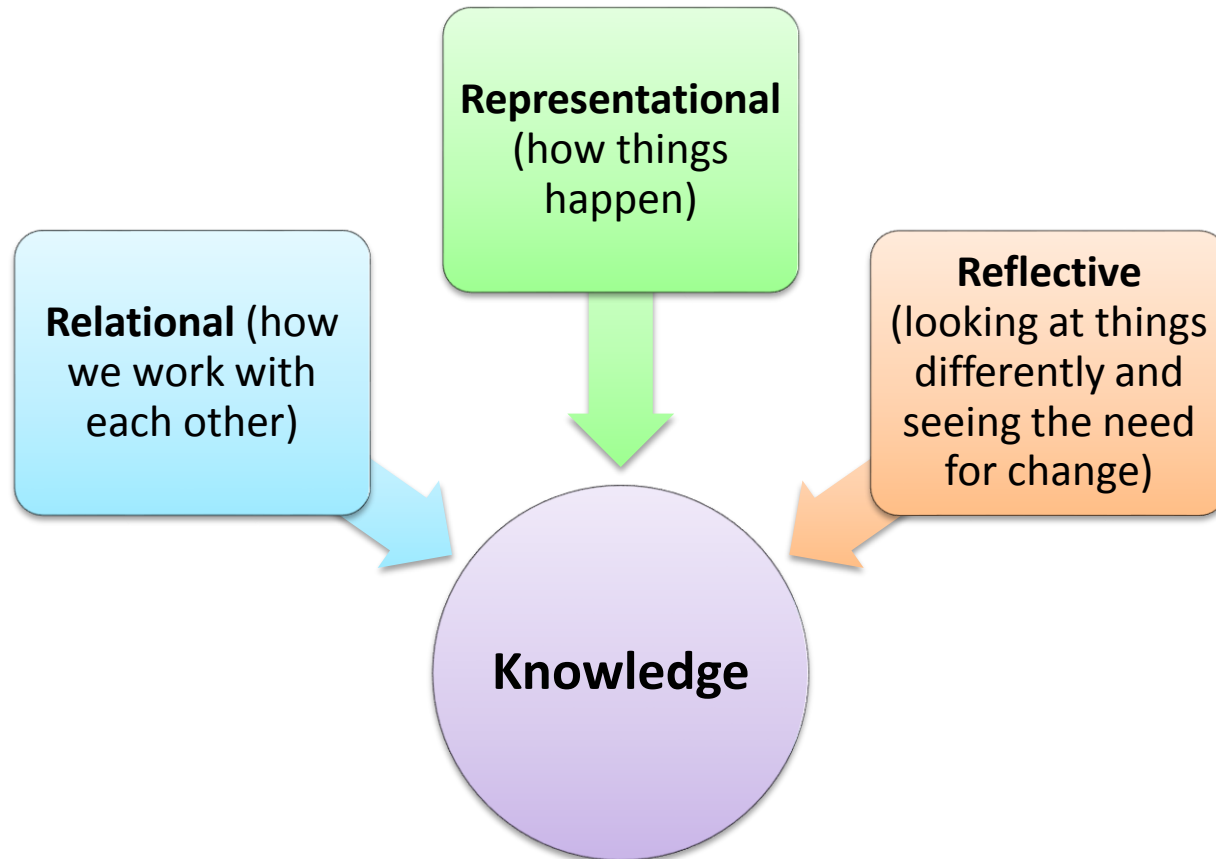 Representational
(how things
happen)
Relational (how
we work with
each other)
Reflective
(looking at things
differently and
seeing the need
for change)
Knowledge